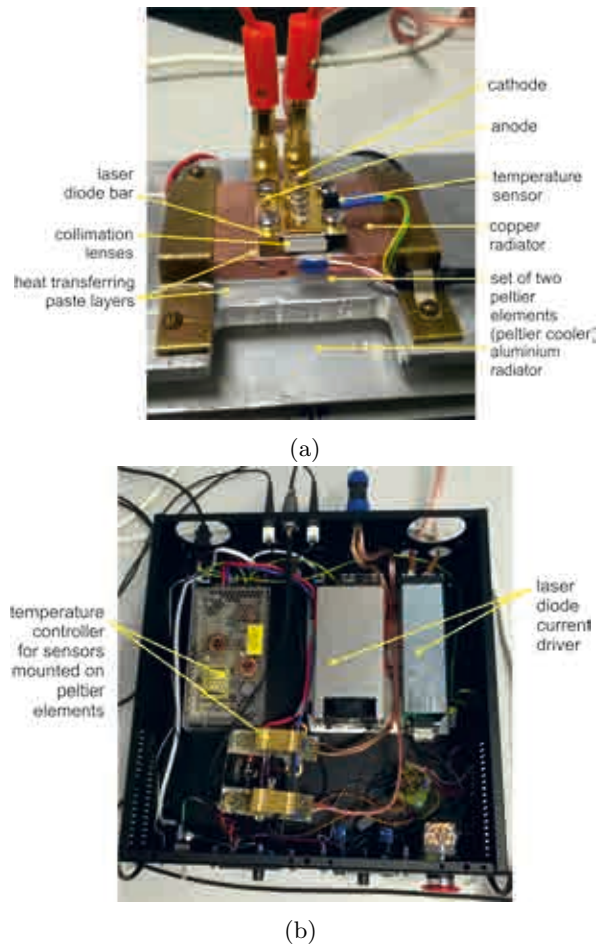 cathode
anode
laser
diode bar
temperature
sensor
collimation
lenses
copper
radiator
heat transferring
paste layers
set of two
peltier
elements
(peltier cooler)
aluminium
radiator
(a)
temperature
controller
for sensors
mounted on
peltier
elements
laser
diode
current
driver
(b)